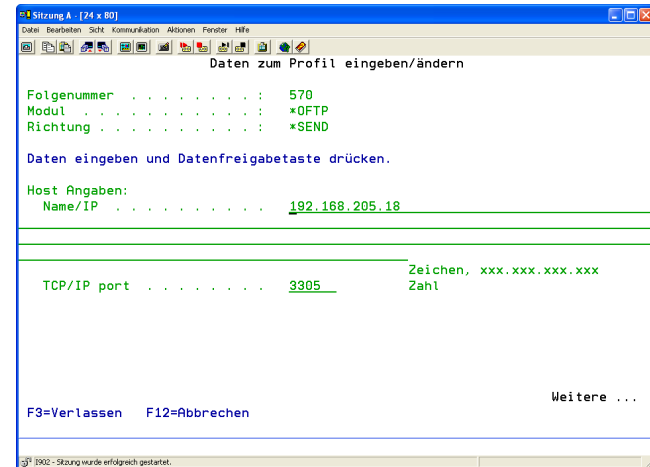 Sitzung A - [24 x 80]
Datei Bearbeiten Sicht Kommunikation Aktionen Fenster Hilfe
Daten zum Profil eingeben/ändern
Folgenummer . . . . . . . . : 570
Modul . . . . . . . . . . . : *OFTP
Richtung . . . . . . . . . . : *SEND
Daten eingeben und Datenfreigabetaste drücken.
Host Angaben:
Name/IP . . . . . . . . . . 192.168.205.18
Zeichen, xxx.xxx.xxx.xxx
TCP/IP port . . . . . . . . 3305 Zahl
Weitere ...
F3=Verlassen F12=Abbrechen
I902 - Sitzung wurde erfolgreich gestartet.